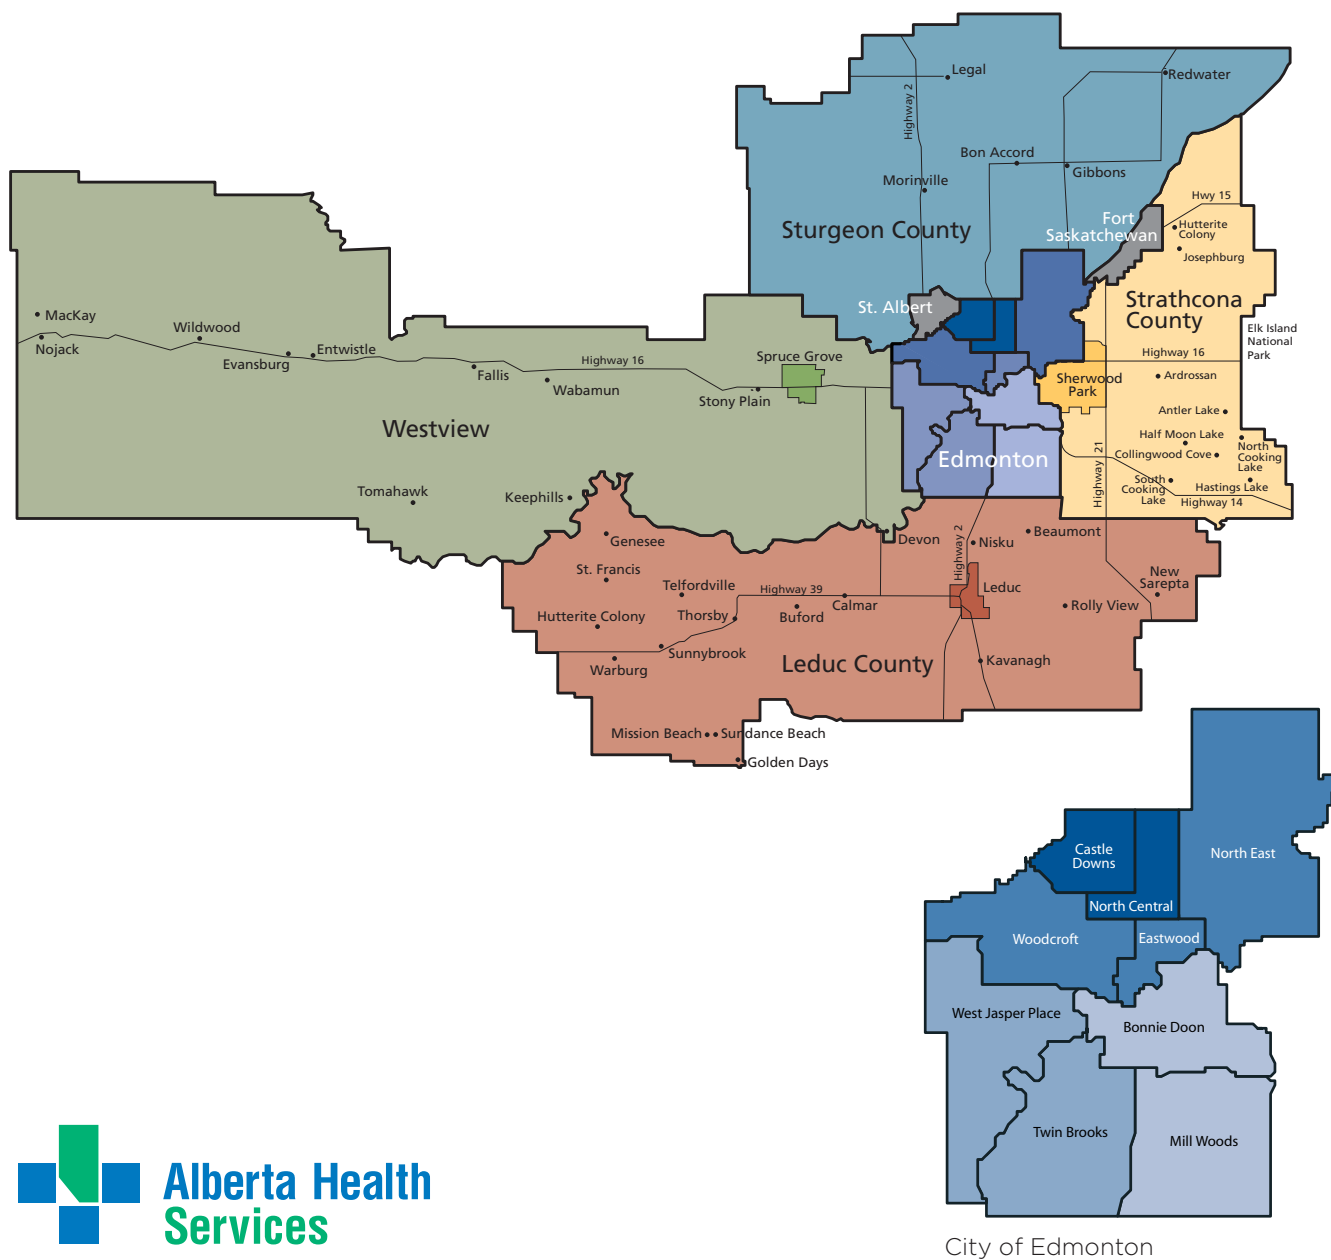 Legal
Redwater
Highway 2
Bon Accord
Gibbons
Morinville
Hwy 15
Sturgeon County
Fort
Saskatchewan
Hutterite
Colony
Josephburg
St. Albert
Strathcona
County
Elk Island
National
Park
MacKay
Nojack
Wildwood
Evansburg
Entwistle
Highway 16
Fallis
Wabamun
Spruce Grove
Stony Plain
Highway 16
Sherwood
Park
Ardrossan
Westview
Antler Lake
Half Moon Lake
Collingwood Cove
North
Cooking
Lake
Edmonton
Highway 21
South
Cooking
Lake
Hastings Lake
Highway 14
Tomahawk
Keephills
Genesee
Devon
Highway 2
Nisku
Beaumont
St. Francis
Telfordville
Highway 39
Calmar
Leduc
New
Sarepta
Hutterite Colony
Thorsby
Buford
Rolly View
Sunnybrook
Warburg
Leduc County
Kavanagh
Mission Beach
Sundance Beach
Golden Days
Castle
Downs
North East
North Central
Woodcroft
Eastwood
West Jasper Place
Bonnie Doon
Twin Brooks
Mill Woods
Alberta Health
Services
City of Edmonton